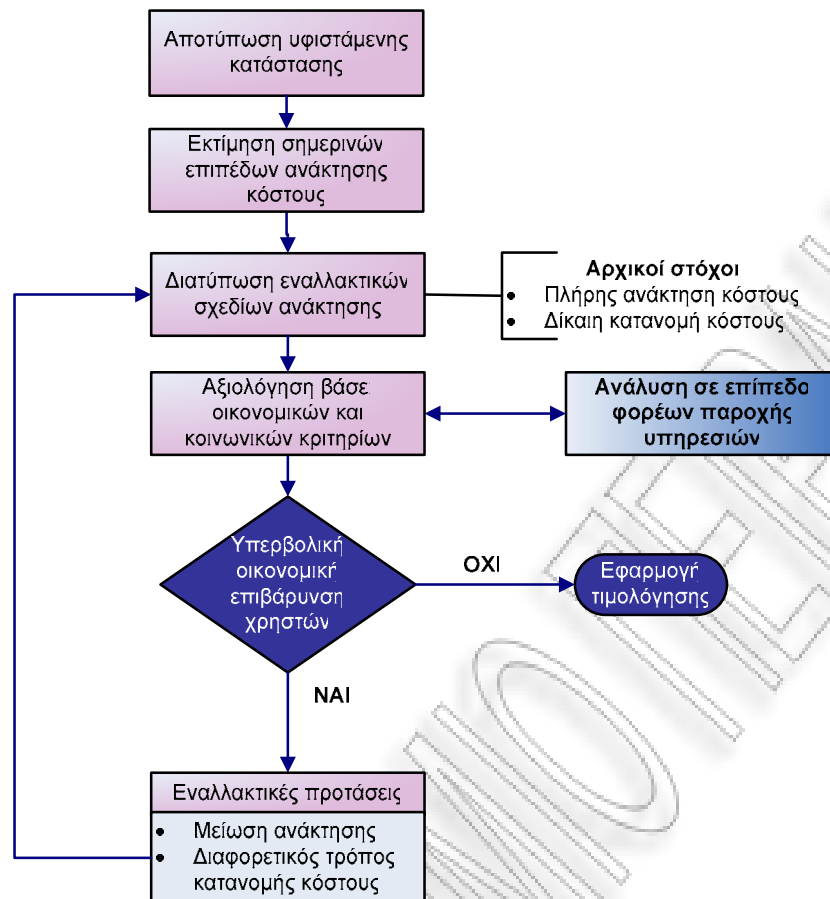 Αποτύπωση υφιστάμενης
κατάστασης
Εκτίμηση σημερινών
επιπέδων ανάκτησης
κόστους
Διατύπωση εναλλακτικών
σχεδίων ανάκτησης
Αρχικοί στόχοι
• Πλήρης ανάκτηση κόστους
• Δίκαιη κατανομή κόστους
Αξιολόγηση βάσει
οικονομικών και
κοινωνικών κριτηρίων
Ανάλυση σε επίπεδο
φορέων παροχής
υπηρεσιών
Υπερβολική
οικονομική
επιβάρυνση
χρηστών
ΟΧΙ
Εφαρμογή
τιμολόγησης
ΝΑΙ
Εναλλακτικές προτάσεις
• Μείωση ανάκτησης
• Διαφορετικός τρόπος
κατανομής κόστους